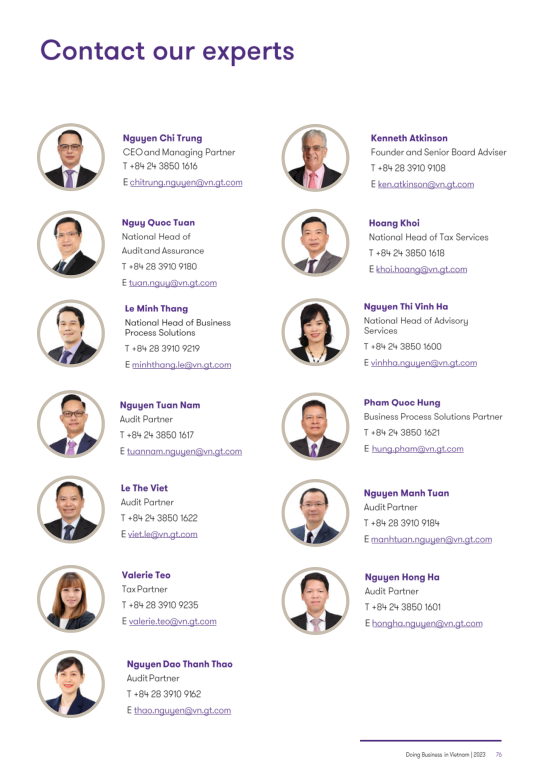 Contact our experts
Nguyen Chi Trung
CEO and Managing Partner
T +84 24 3850 1616
E chitrung.nguyen@vn.gt.com
Kenneth Atkinson
Founder and Senior Board Adviser
T +84 28 3910 9108
E ken.atkinson@vn.gt.com
Nguy Quoc Tuan
National Head of
Audit and Assurance
T +84 28 3910 9180
E tuan.nguy@vn.gt.com
Hoang Khoi
National Head of Tax Services
T +84 24 3850 1618
E khoi.hoang@vn.gt.com
Le Minh Thang
National Head of Business
Process Solutions
T +84 28 3910 9219
E minhthang.le@vn.gt.com
Nguyen Thi Vinh Ha
National Head of Advisory
Services
T +84 24 3850 1600
E vinhha.nguyen@vn.gt.com
Nguyen Tuan Nam
Audit Partner
T +84 24 3850 1617
E tuannam.nguyen@vn.gt.com
Pham Quoc Hung
Business Process Solutions Partner
T +84 24 3850 1621
E hung.pham@vn.gt.com
Le The Viet
Audit Partner
T +84 24 3850 1622
E viet.le@vn.gt.com
Nguyen Manh Tuan
Audit Partner
T +84 28 3910 9184
E manhtuan.nguyen@vn.gt.com
Valerie Teo
Tax Partner
T +84 28 3910 9235
E valerie.teo@vn.gt.com
Nguyen Hong Ha
Audit Partner
T +84 24 3850 1601
E hongha.nguyen@vn.gt.com
Nguyen Dao Thanh Thao
Audit Partner
T +84 28 3910 9162
E thao.nguyen@vn.gt.com
Doing Business in Vietnam | 2023 76